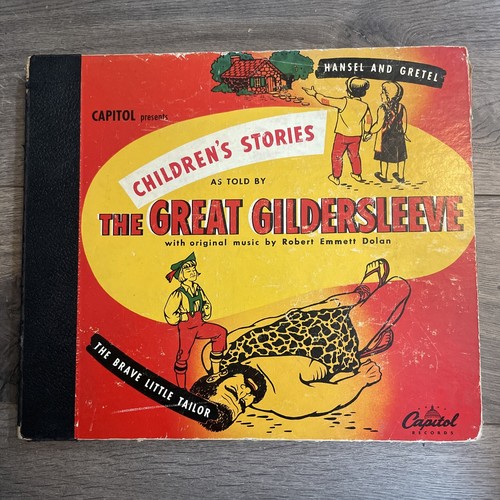 HANSEL AND GRETEL
CAPITOL presents
CHILDREN'S STORIES
AS TOLD BY
THE GREAT GILDERSLEEVE
with original music by Robert Emmett Dolan
THE BRAVE LITTLE TAILOR
Capitol
RECORDS